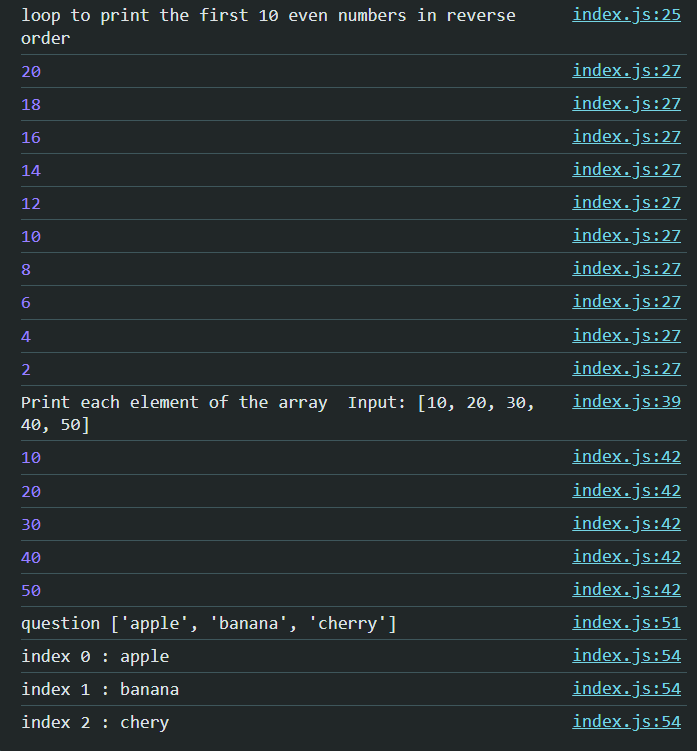 loop to print the first 10 even numbers in reverse index.js:25
order
20 index.js:27
18 index.js:27
16 index.js:27
14 index.js:27
12 index.js:27
10 index.js:27
8 index.js:27
6 index.js:27
4 index.js:27
2 index.js:27
Print each element of the array  Input: [10, 20, 30, index.js:39
40, 50]
10 index.js:42
20 index.js:42
30 index.js:42
40 index.js:42
50 index.js:42
question ['apple', 'banana', 'cherry'] index.js:51
index 0 : apple index.js:54
index 1 : banana index.js:54
index 2 : chery index.js:54